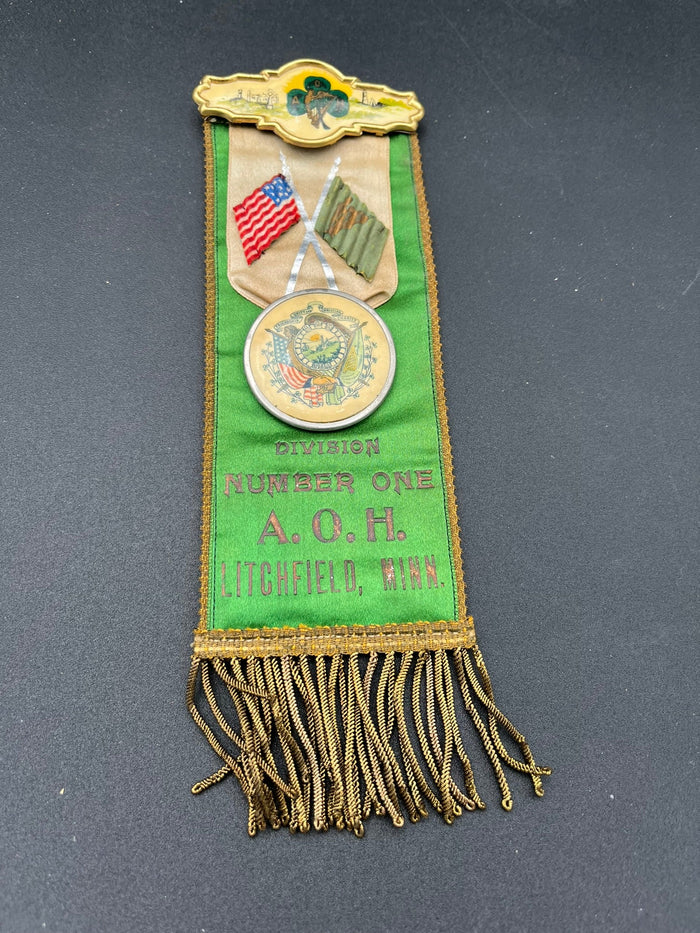 A O H
DIVISION
NUMBER ONE
A. O. H.
LITCHFIELD, MINN.